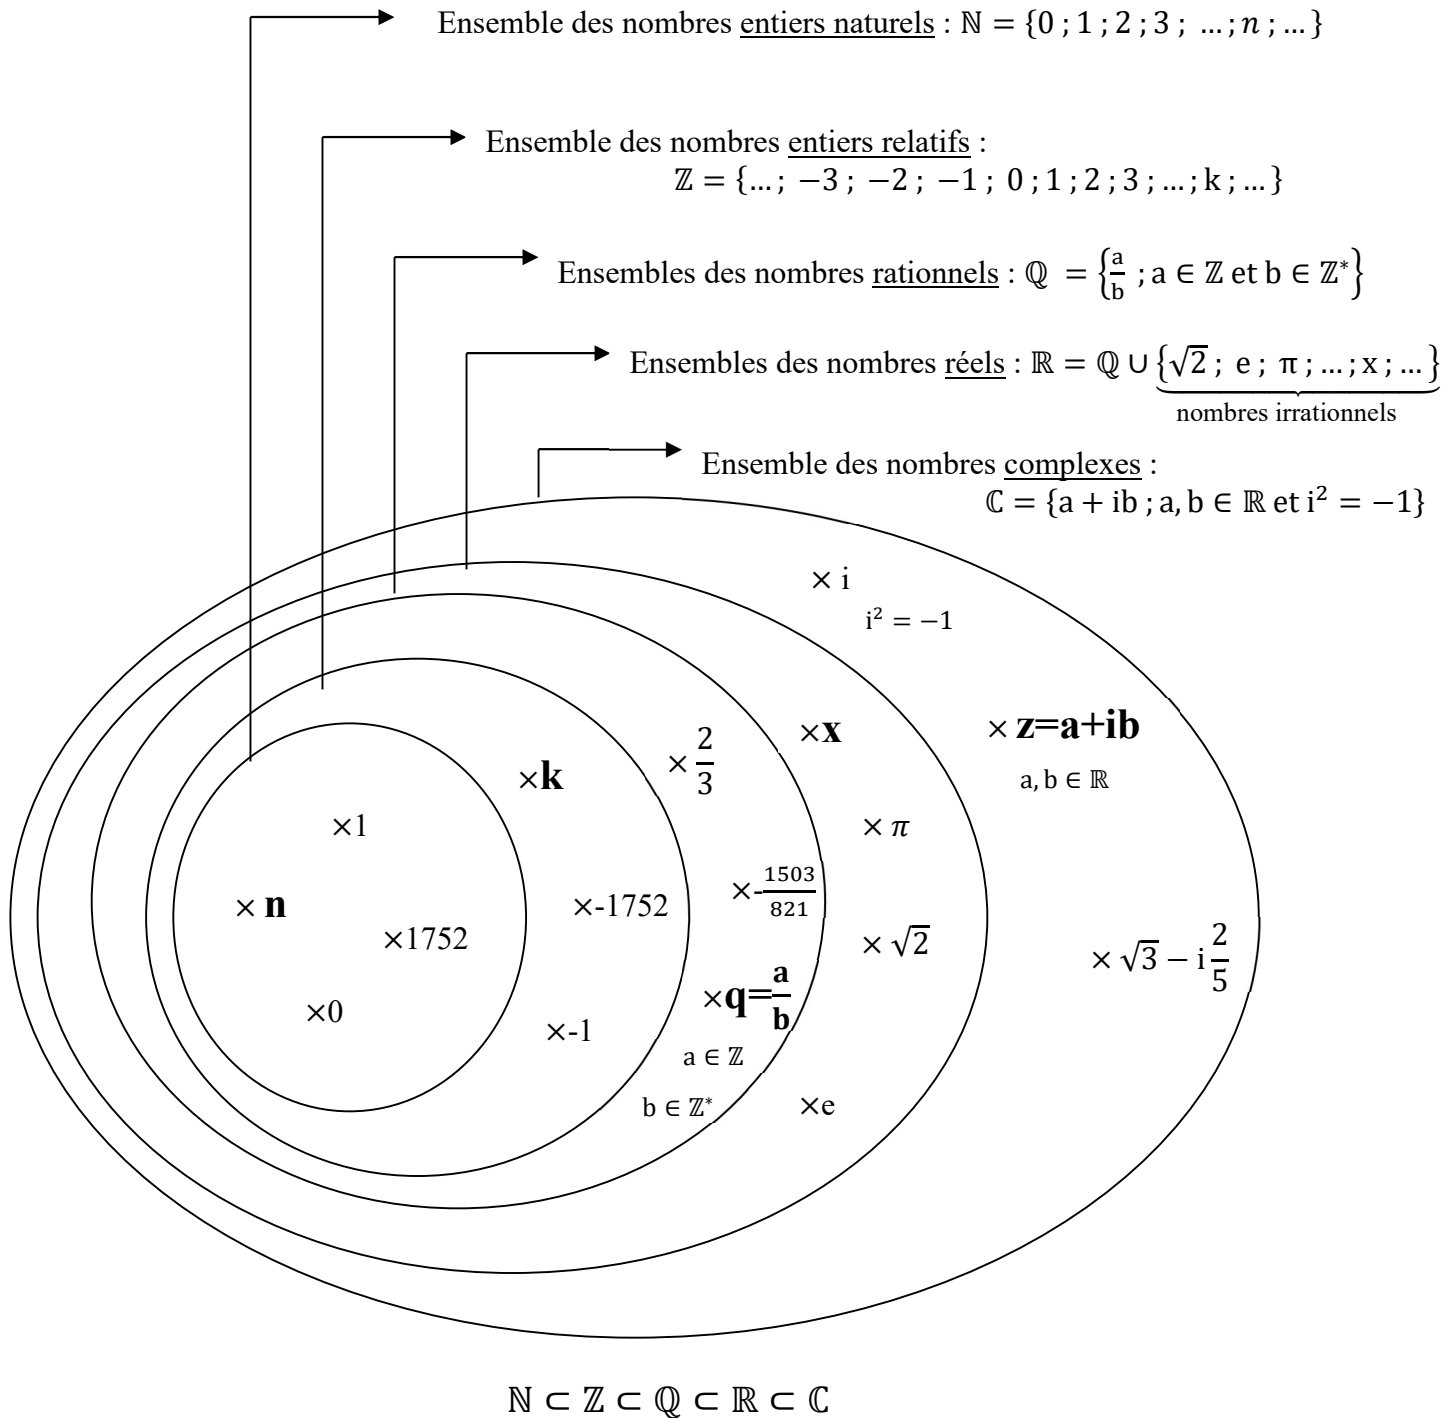 Ensemble des nombres entiers naturels : ℕ = {0 ; 1 ; 2 ; 3 ; … ; n ; … }
Ensemble des nombres entiers relatifs :
ℤ = {… ; −3 ; −2 ; −1 ; 0 ; 1 ; 2 ; 3 ; … ; k ; … }
Ensembles des nombres rationnels : ℚ = {a/b ; a ∈ ℤ et b ∈ ℤ*}
Ensembles des nombres réels : ℝ = ℚ ∪ {√2 ; e ; π ; … ; x ; … }
nombres irrationnels
Ensemble des nombres complexes :
ℂ = {a + ib ; a, b ∈ ℝ et i² = −1}
× i
i² = −1
×x
× z=a+ib
× 2/3
×k
a, b ∈ ℝ
×1
× π
×-1503/821
× n
×-1752
×1752
× √2
× √3 − i 2/5
×q=a/b
×0
×-1
a ∈ ℤ
b ∈ ℤ*
×e
ℕ ⊂ ℤ ⊂ ℚ ⊂ ℝ ⊂ ℂ